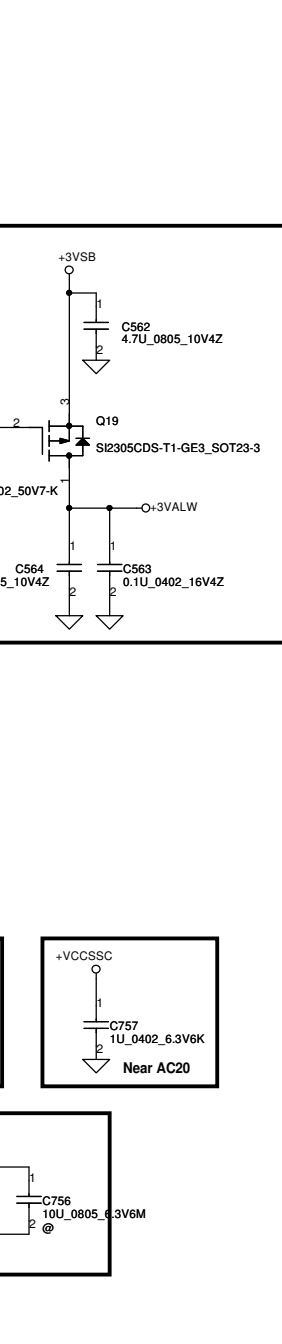 +3VSB
1
C562
4.7U_0805_10V4Z
2
3
Q19
2
SI2305CDS-T1-GE3_SOT23-3
1
02_50V7-K
+3VALW
1
1
C564
C563
5_10V4Z
0.1U_0402_16V4Z
2
2
+VCCSSC
1
C757
1U_0402_6.3V6K
2
Near AC20
1
C756
10U_0805_6.3V6M
2
@